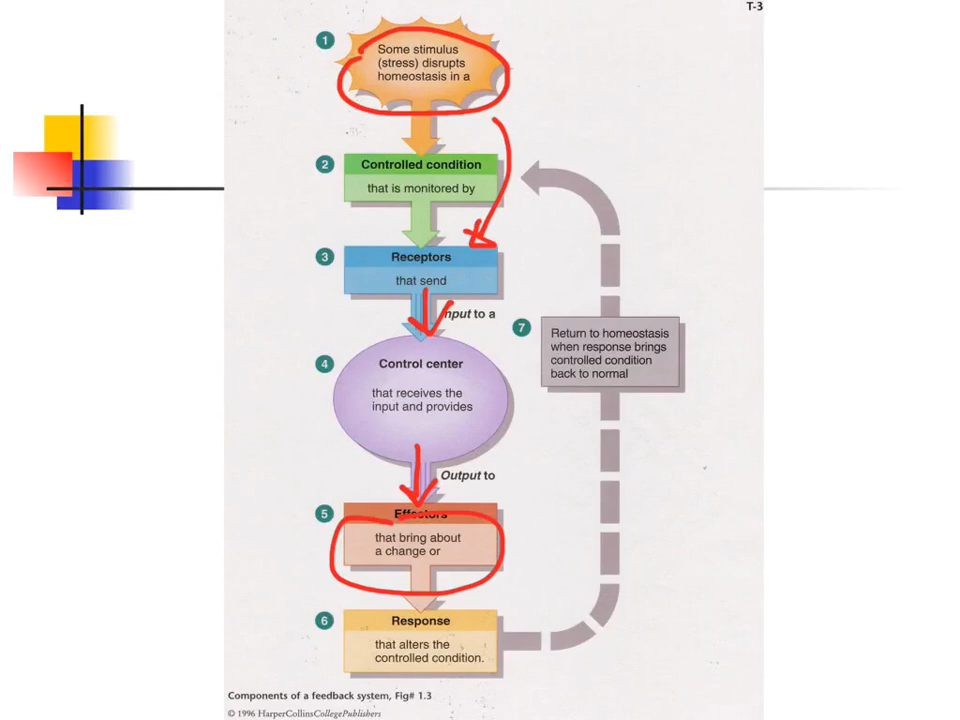 T-3
1
Some stimulus
(stress) disrupts
homeostasis in a
2
Controlled condition
that is monitored by
3
Receptors
that send
Input to a
4
Control center
that receives the
input and provides
Output to
5
Effectors
that bring about
a change or
6
Response
that alters the
controlled condition.
7
Return to homeostasis
when response brings
controlled condition
back to normal
Components of a feedback system, Fig# 1.3
© 1996 HarperCollinsCollegePublishers